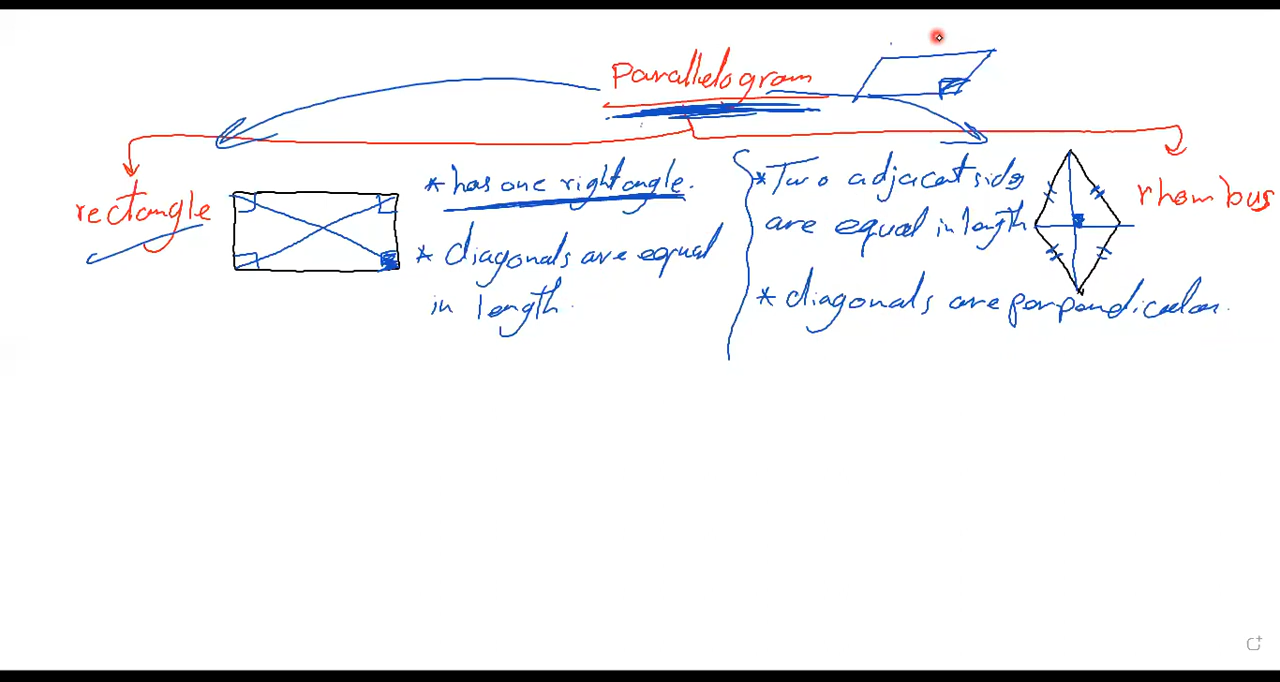 Parallelogram
rectangle
* has one right angle.
* diagonals are equal
in length.
* Two adjacent sides
are equal in length
* diagonals are perpendicular.
rhombus